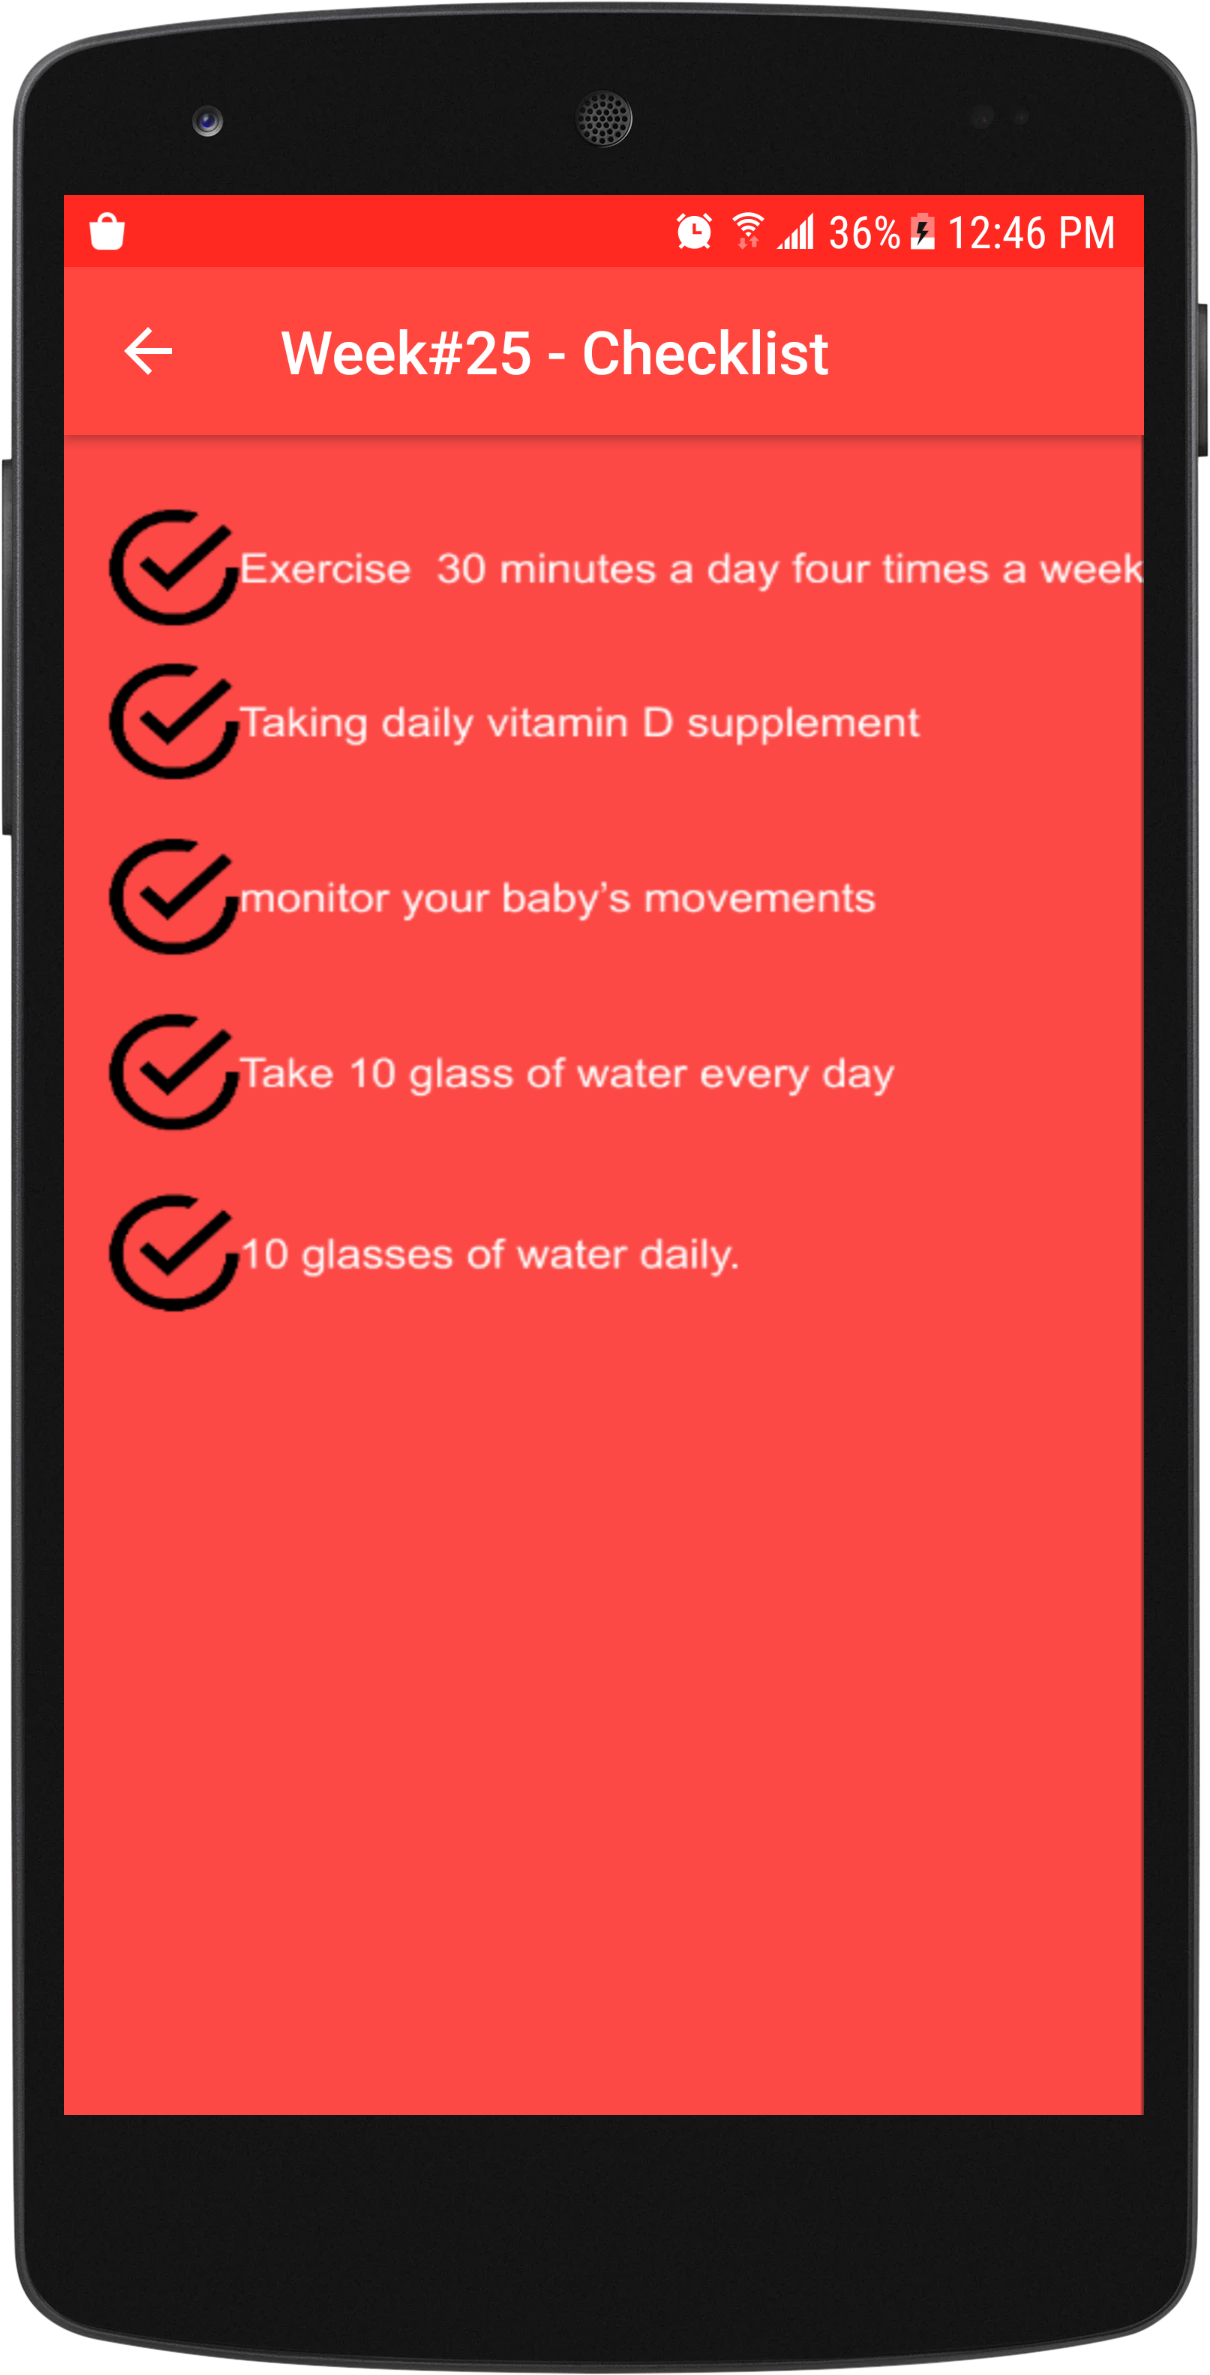 36% 12:46 PM
Week#25 - Checklist
Exercise  30 minutes a day four times a week
Taking daily vitamin D supplement
monitor your baby’s movements
Take 10 glass of water every day
10 glasses of water daily.